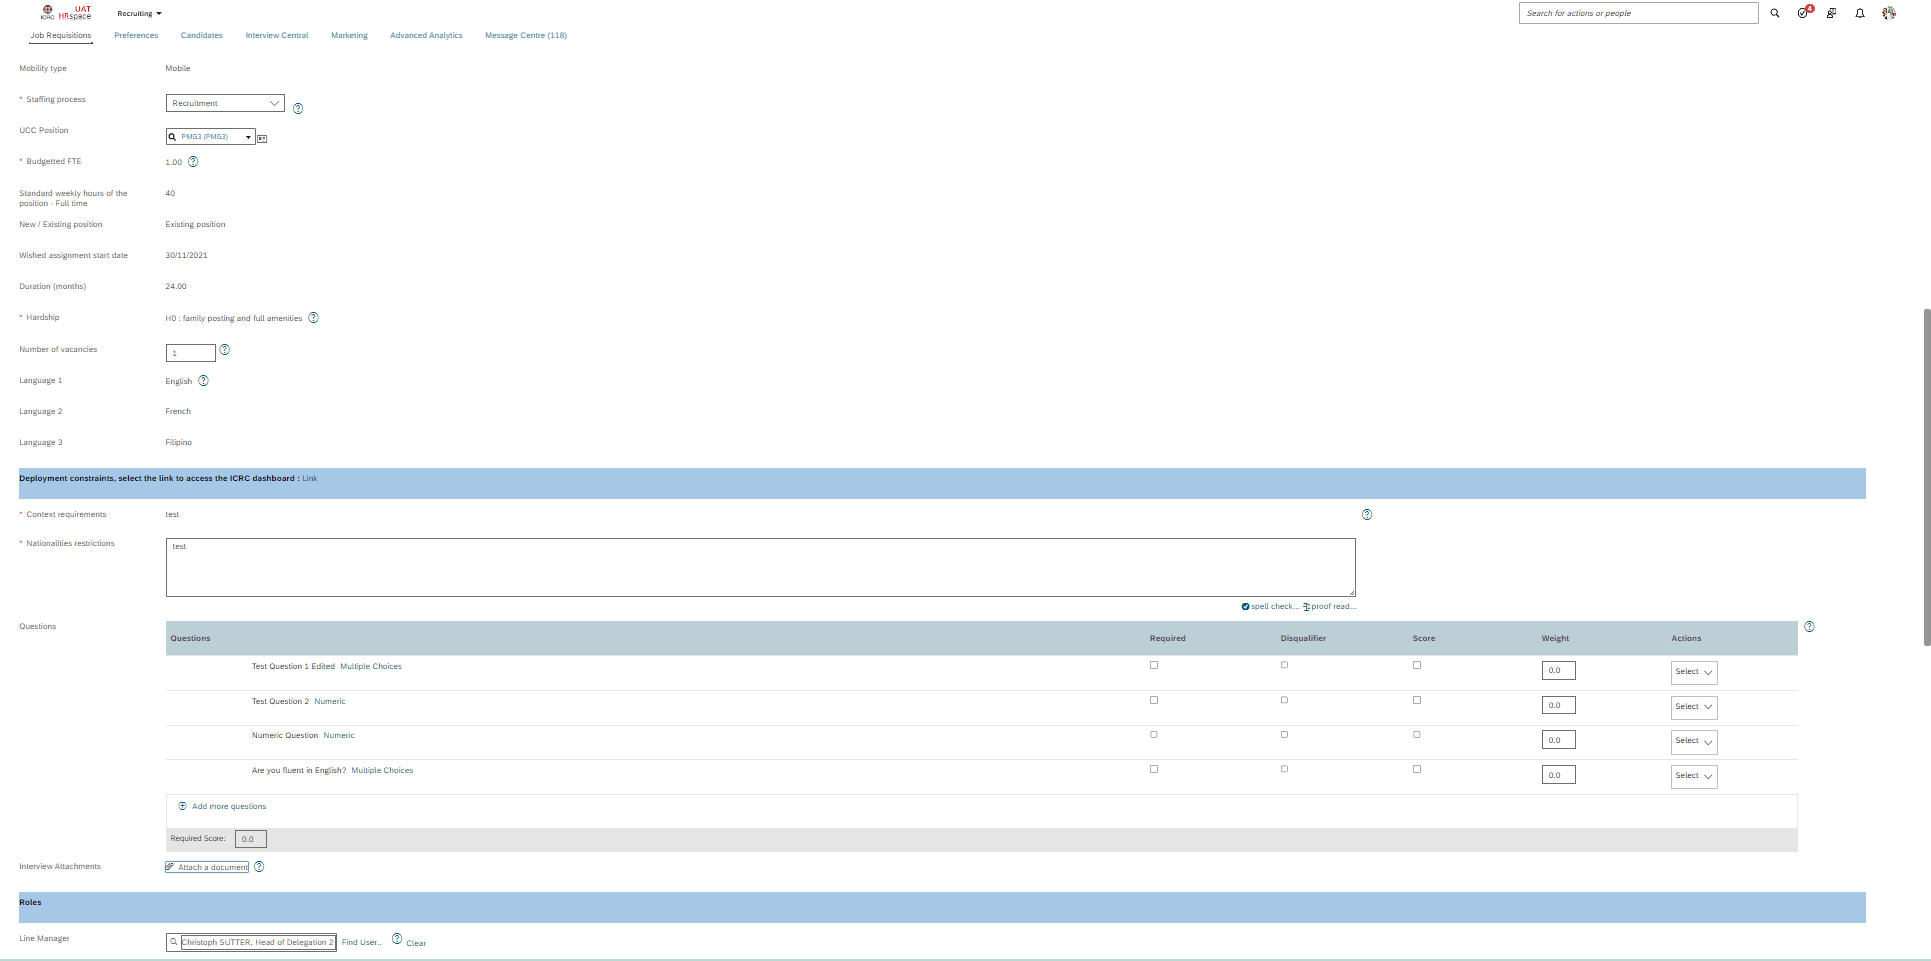 UAT
ICRC HRspace
Recruiting
Search for actions or people
4
Job Requisitions Preferences Candidates Interview Central Marketing Advanced Analytics Message Centre (118)
Mobility type Mobile
* Staffing process Recruitment
UCC Position PMG3 (PMG3)
* Budgetted FTE 1.00
Standard weekly hours of the 40
position - Full time
New / Existing position Existing position
Wished assignment start date 30/11/2021
Duration (months) 24.00
* Hardship H0 : family posting and full amenities
Number of vacancies 1
Language 1 English
Language 2 French
Language 3 Filipino
Deployment constraints, select the link to access the ICRC dashboard : Link
* Context requirements test
* Nationalities restrictions test
spell check... proof read...
Questions
Questions Required Disqualifier Score Weight Actions
Test Question 1 Edited Multiple Choices 0.0 Select
Test Question 2 Numeric 0.0 Select
Numeric Question Numeric 0.0 Select
Are you fluent in English? Multiple Choices 0.0 Select
Add more questions
Required Score: 0.0
Interview Attachments Attach a document
Roles
Line Manager Christoph SUTTER, Head of Delegation 2 Find User.. Clear